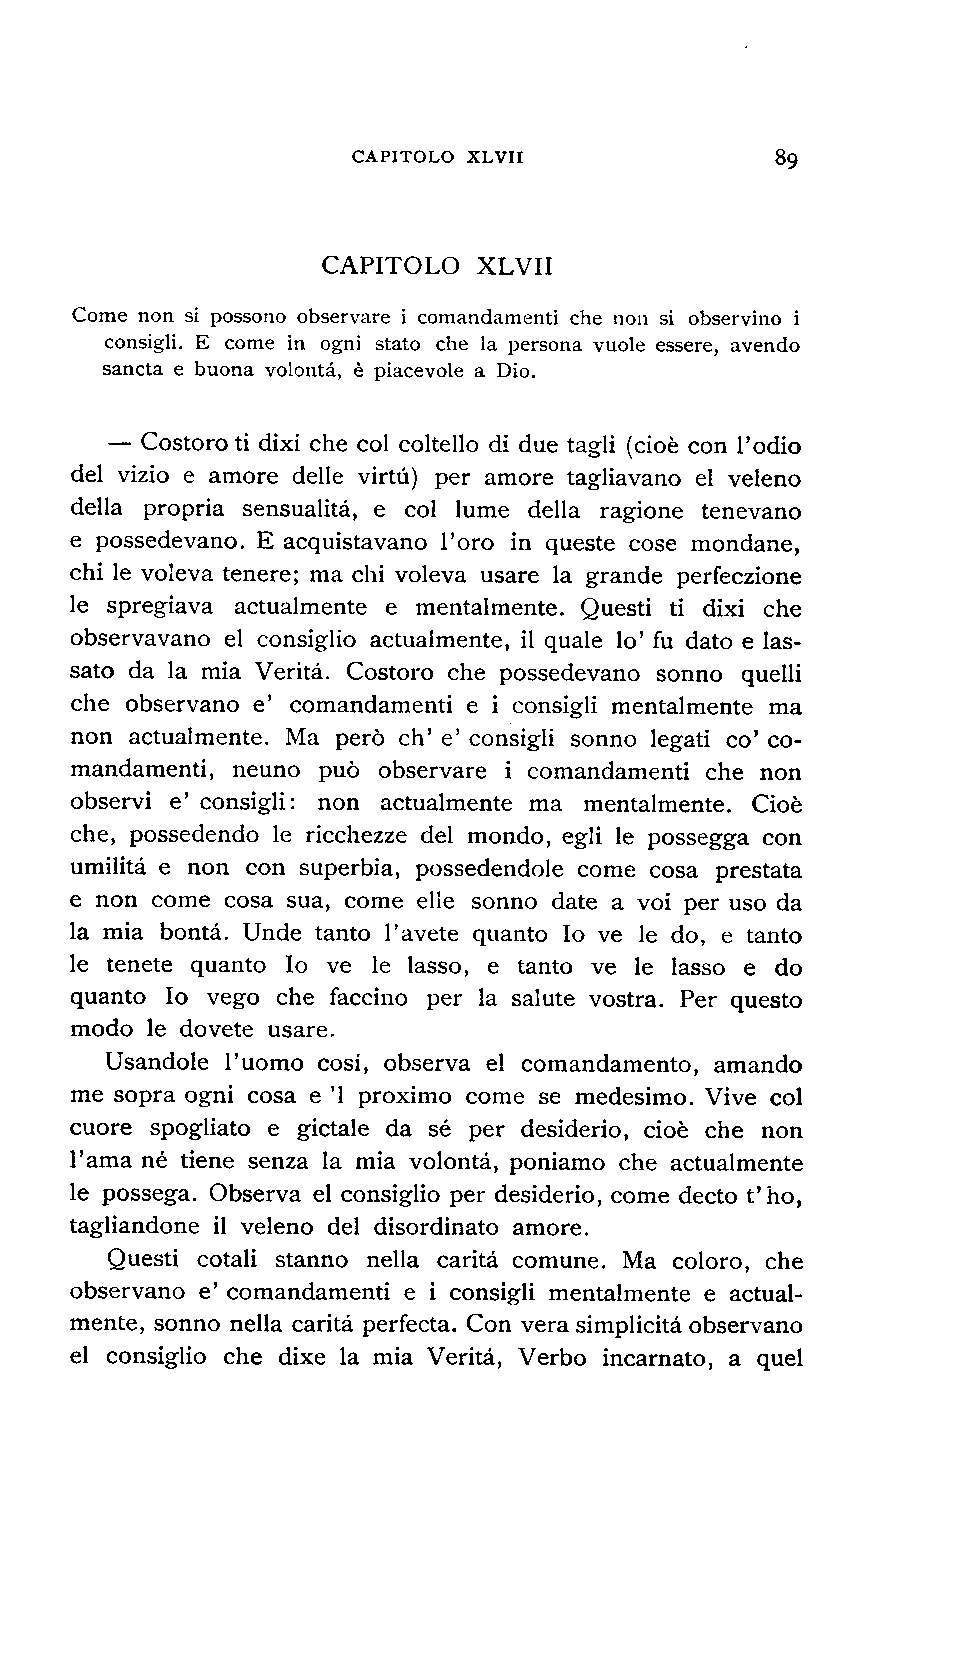 CAPITOLO XLVII 89
CAPITOLO XLVII
Come non si possono observare i comandamenti che non si observino i
consigli. E come in ogni stato che la persona vuole essere, avendo
sancta e buona volontá, è piacevole a Dio.
— Costoro ti dixi che col coltello di due tagli (cioè con l'odio
del vizio e amore delle virtú) per amore tagliavano el veleno
della propria sensualitá, e col lume della ragione tenevano
e possedevano. E acquistavano l'oro in queste cose mondane,
chi le voleva tenere; ma chi voleva usare la grande perfeczione
le spregiava actualmente e mentalmente. Questi ti dixi che
observavano el consiglio actualmente, il quale lo' fu dato e las-
sato da la mia Veritá. Costoro che possedevano sonno quelli
che observano e' comandamenti e i consigli mentalmente ma
non actualmente. Ma però ch' e' consigli sonno legati co' co-
mandamenti, neuno può observare i comandamenti che non
observi e' consigli: non actualmente ma mentalmente. Cioè
che, possedendo le ricchezze del mondo, egli le possegga con
umilitá e non con superbia, possedendole come cosa prestata
e non come cosa sua, come elle sonno date a voi per uso da
la mia bontá. Unde tanto l'avete quanto Io ve le do, e tanto
le tenete quanto Io ve le lasso, e tanto ve le lasso e do
quanto Io vego che faccino per la salute vostra. Per questo
modo le dovete usare.
Usandole l'uomo cosi, observa el comandamento, amando
me sopra ogni cosa e 'l proximo come se medesimo. Vive col
cuore spogliato e gictale da sé per desiderio, cioè che non
l'ama né tiene senza la mia volontá, poniamo che actualmente
le possega. Observa el consiglio per desiderio, come decto t' ho,
tagliandone il veleno del disordinato amore.
Questi cotali stanno nella caritá comune. Ma coloro, che
observano e' comandamenti e i consigli mentalmente e actual-
mente, sonno nella caritá perfecta. Con vera simplicitá observano
el consiglio che dixe la mia Veritá, Verbo incarnato, a quel